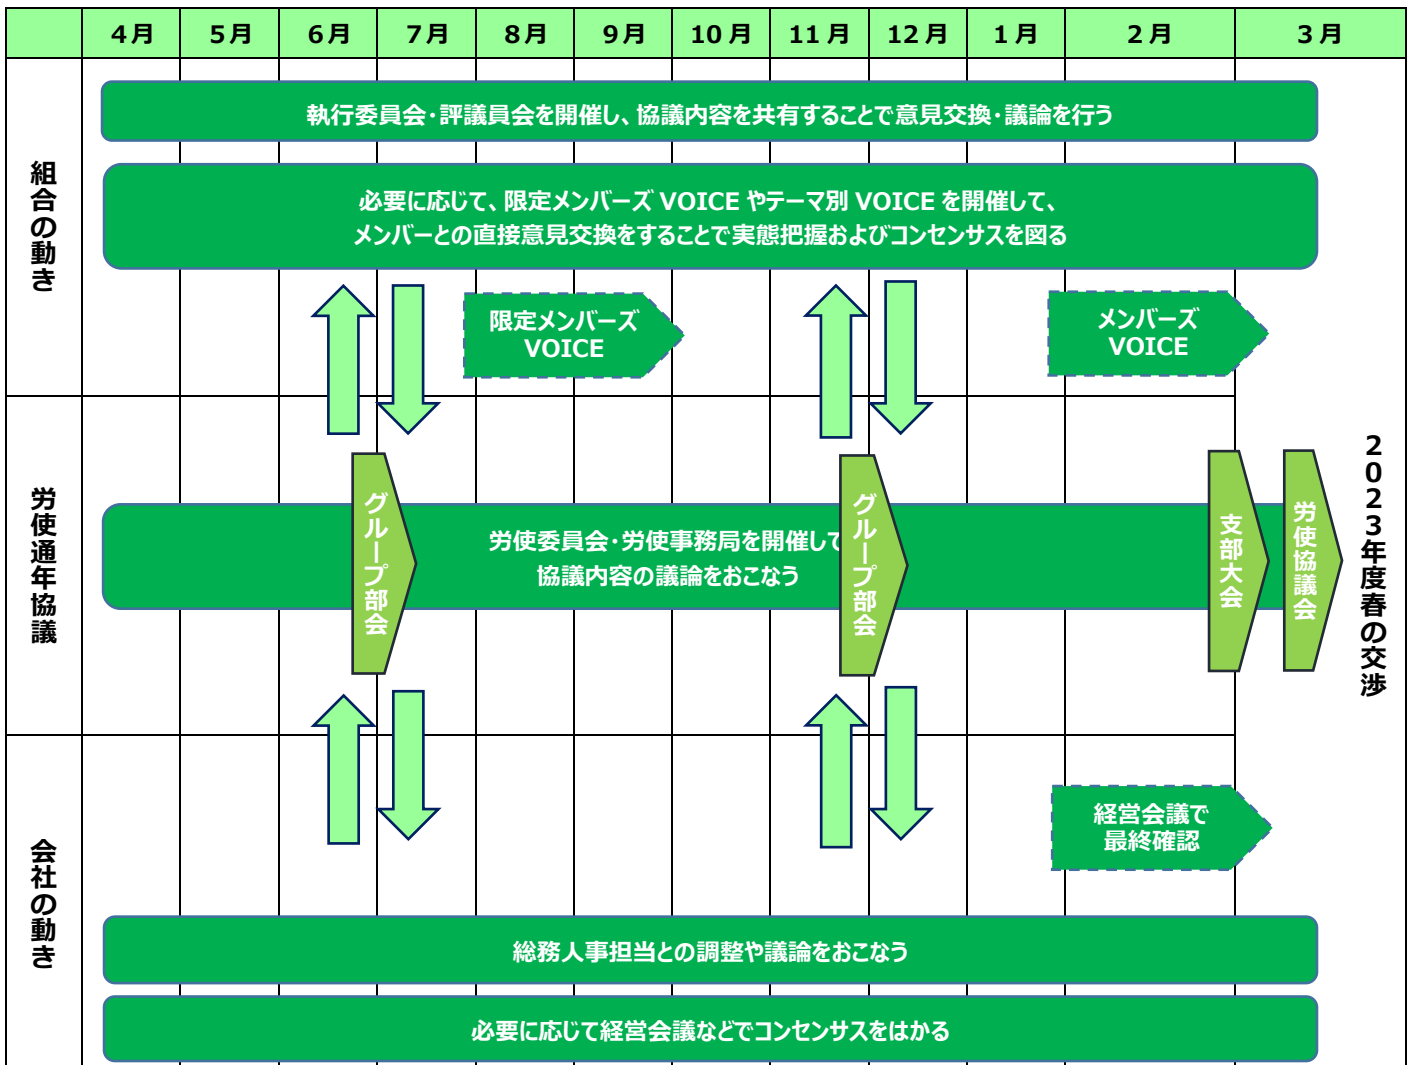 4月 5月 6月 7月 8月 9月 10月 11月 12月 1月 2月 3月
組合の動き
執行委員会・評議員会を開催し、協議内容を共有することで意見交換・議論を行う
必要に応じて、限定メンバーズ VOICE やテーマ別 VOICE を開催して、
メンバーとの直接意見交換をすることで実態把握およびコンセンサスを図る
限定メンバーズ
VOICE
メンバーズ
VOICE
労使通年協議
グループ部会
労使委員会・労使事務局を開催して
協議内容の議論をおこなう
グループ部会
支部大会
労使協議会
2023年度春の交渉
会社の動き
経営会議で
最終確認
総務人事担当との調整や議論をおこなう
必要に応じて経営会議などでコンセンサスをはかる